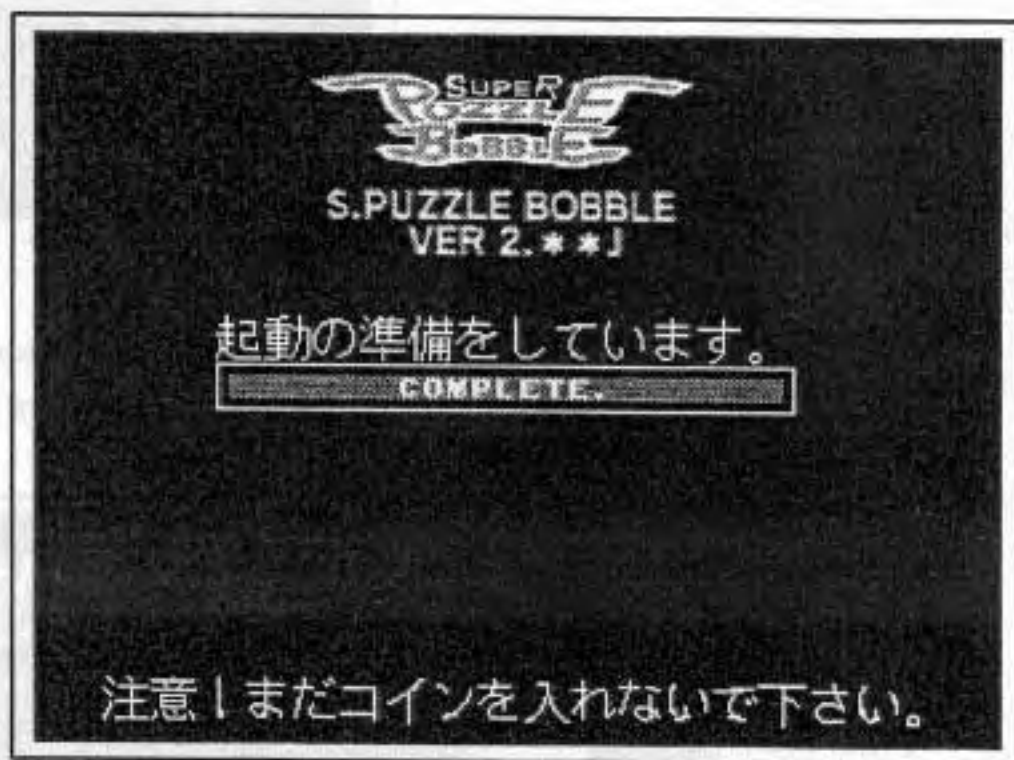 SUPER
PUZZLE
BOBBLE
S.PUZZLE BOBBLE
VER 2.**J
起動の準備をしています。
COMPLETE.
注意!まだコインを入れないで下さい。